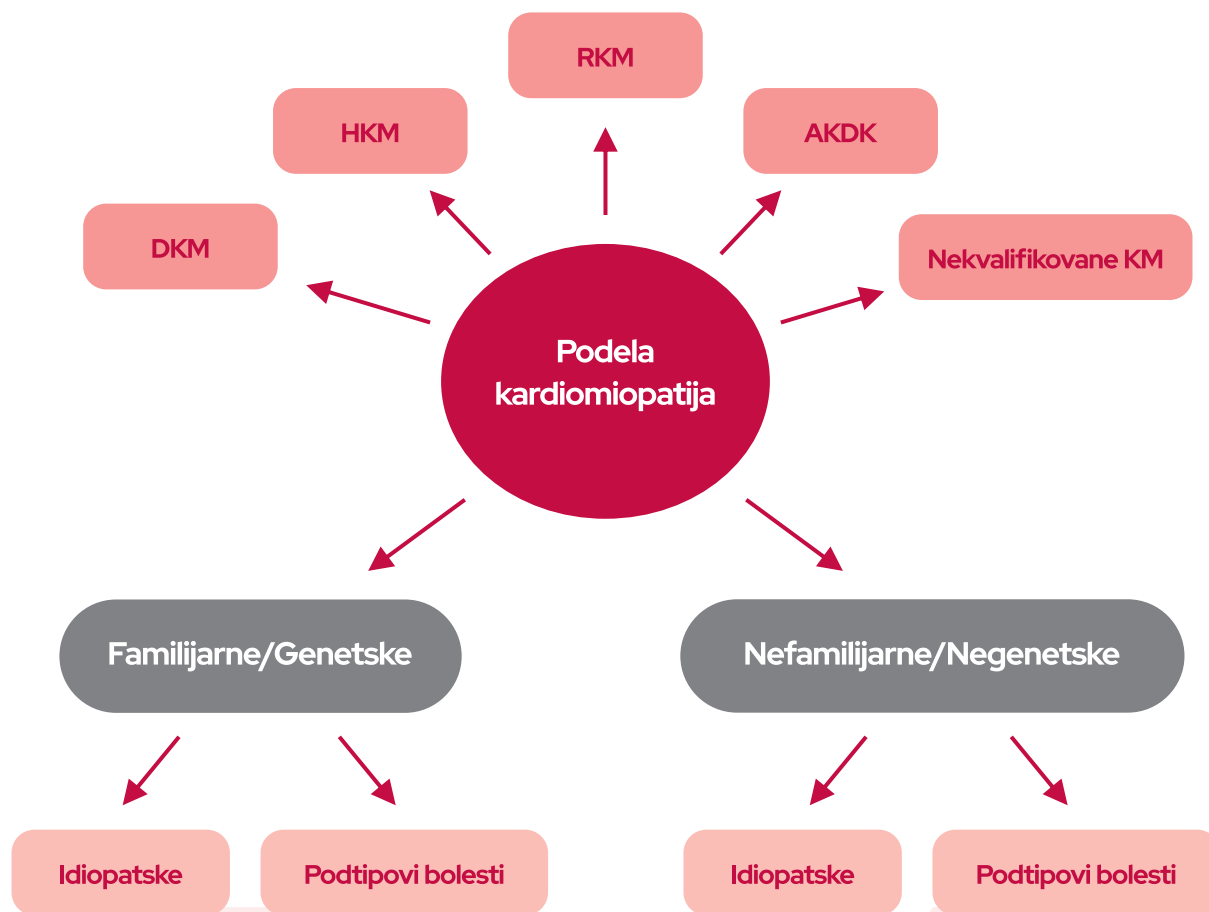 RKM
HKM
AKDK
DKM
Nekvalifikovane KM
Podela
kardiomiopatija
Familijarne/Genetske
Nefamilijarne/Negenetske
Idiopatske
Podtipovi bolesti
Idiopatske
Podtipovi bolesti